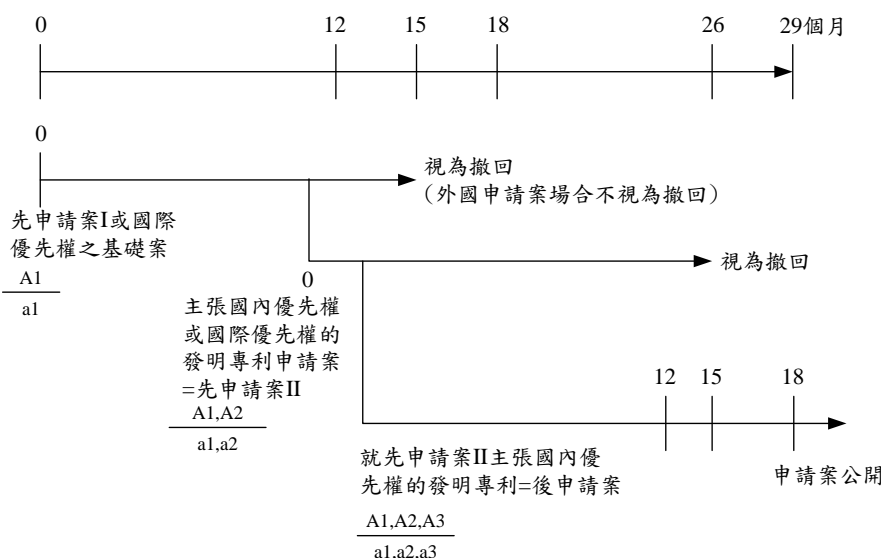 0
12
15
18
26
29個月
0
視為撤回
（外國申請案場合不視為撤回）
先申請案I或國際
優先權之基礎案
A1
a1
視為撤回
0
主張國內優先權
或國際優先權的
發明專利申請案
=先申請案II
A1,A2
a1,a2
12
15
18
就先申請案II主張國內優
先權的發明專利=後申請案
申請案公開
A1,A2,A3
a1,a2,a3